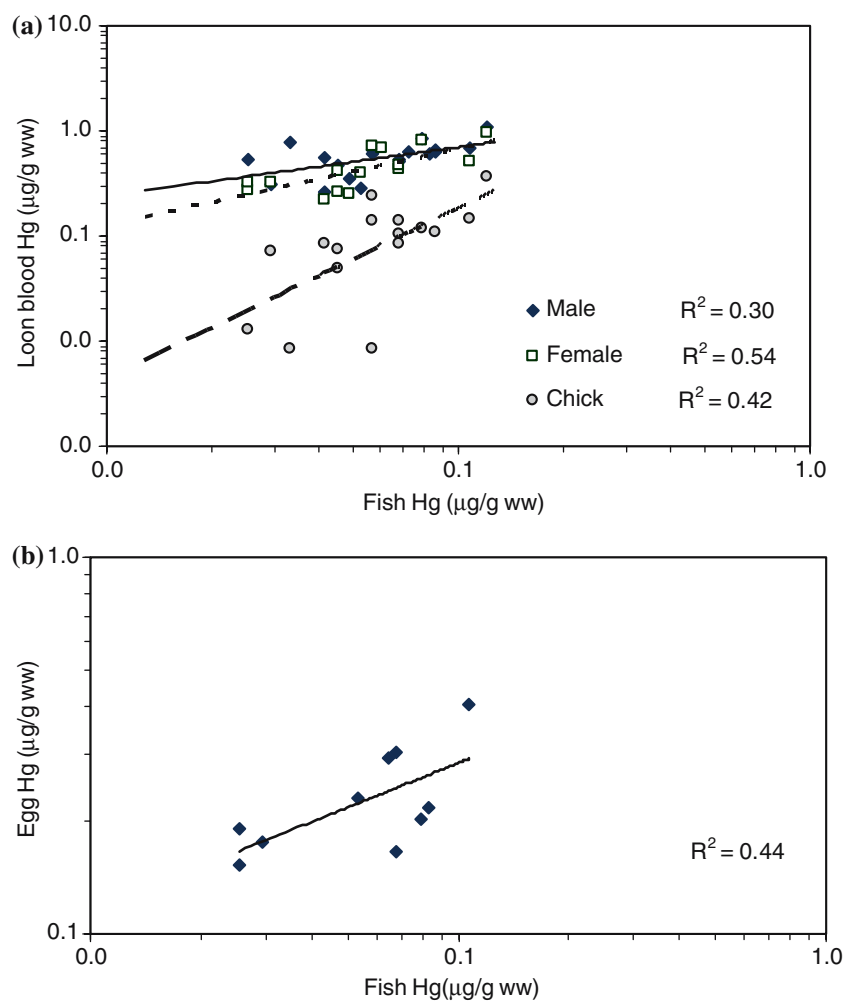 (a)
10.0
1.0
0.1
0.0
0.0
Loon blood Hg (μg/g ww)
Male R² = 0.30
Female R² = 0.54
Chick R² = 0.42
0.0 0.1 1.0
Fish Hg (μg/g ww)
(b)
1.0
0.1
Egg Hg (μg/g ww)
R² = 0.44
0.0 0.1 1.0
Fish Hg(μg/g ww)